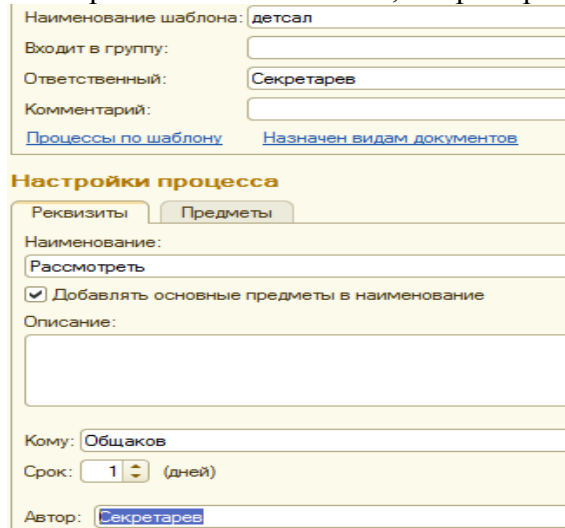 Наименование шаблона: детсал
Входит в группу:
Ответственный: Секретарев
Комментарий:
Процессы по шаблону Назначен видам документов
Настройки процесса
Реквизиты Предметы
Наименование:
Рассмотреть
Добавлять основные предметы в наименование
Описание:
Кому: Общаков
Срок: 1 (дней)
Автор: Секретарев